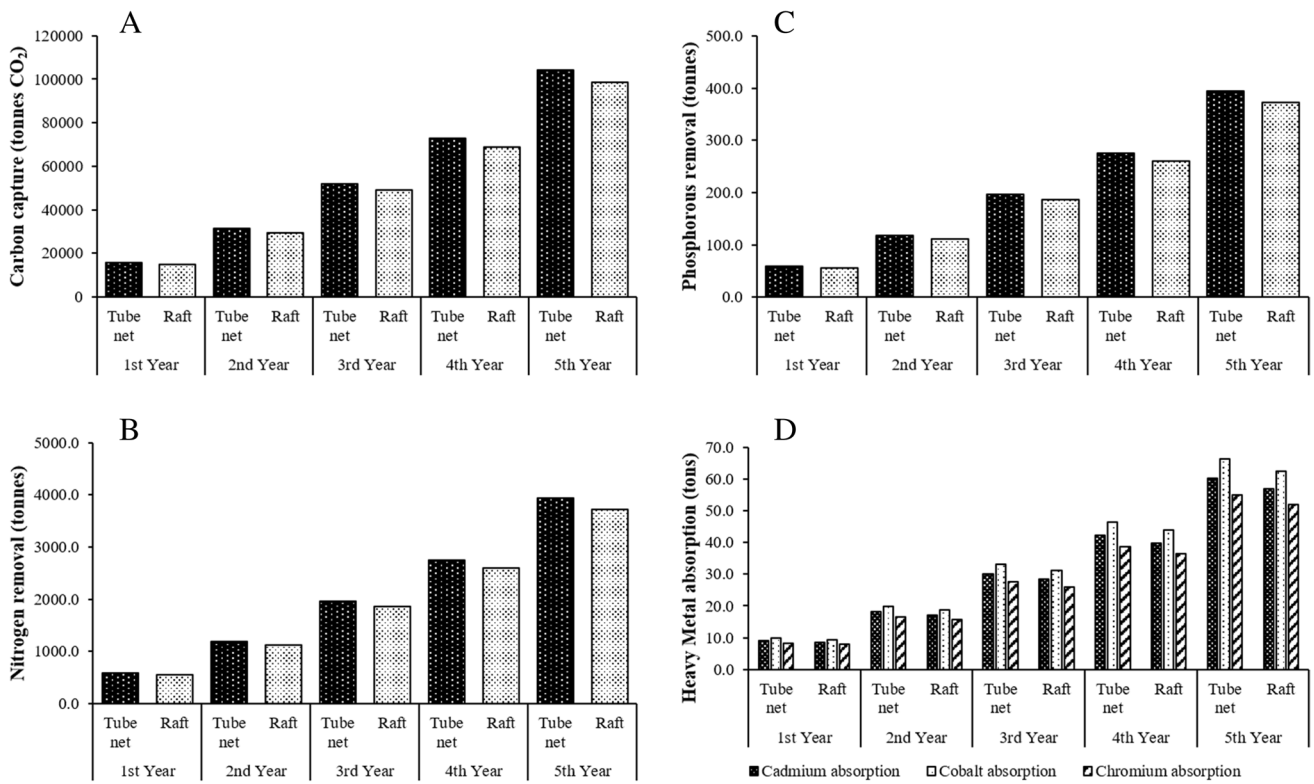 A
Carbon capture (tonnes CO2)
120000
100000
80000
60000
40000
20000
0
Tube net Raft Tube net Raft Tube net Raft Tube net Raft Tube net Raft
1st Year 2nd Year 3rd Year 4th Year 5th Year
C
Phosphorous removal (tonnes)
500.0
400.0
300.0
200.0
100.0
0.0
Tube net Raft Tube net Raft Tube net Raft Tube net Raft Tube net Raft
1st Year 2nd Year 3rd Year 4th Year 5th Year
B
Nitrogen removal (tonnes)
5000.0
4000.0
3000.0
2000.0
1000.0
0.0
Tube net Raft Tube net Raft Tube net Raft Tube net Raft Tube net Raft
1st Year 2nd Year 3rd Year 4th Year 5th Year
D
Heavy Metal absorption (tons)
70.0
60.0
50.0
40.0
30.0
20.0
10.0
0.0
Tube net Raft Tube net Raft Tube net Raft Tube net Raft Tube net Raft
1st Year 2nd Year 3rd Year 4th Year 5th Year
Cadmium absorption Cobalt absorption Chromium absorption